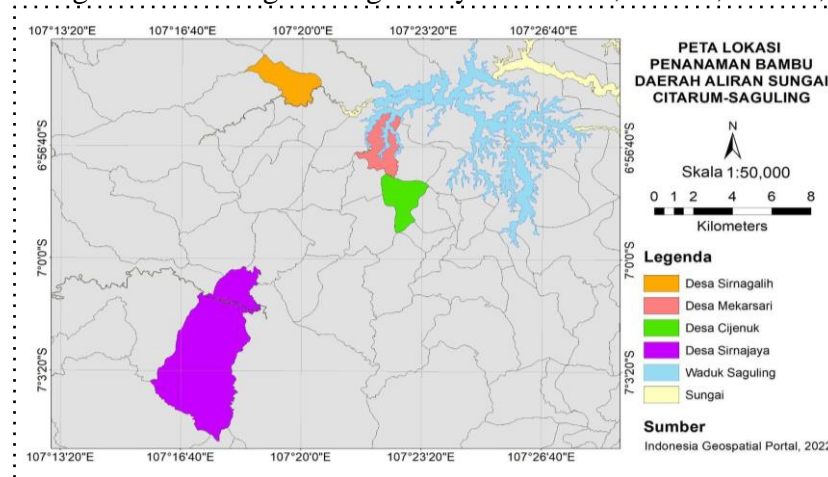 107°13'20"E 107°16'40"E 107°20'0"E 107°23'20"E 107°26'40"E
6°56'40"S 6°56'40"S
7°0'0"S 7°0'0"S
7°3'20"S 7°3'20"S
107°13'20"E 107°16'40"E 107°20'0"E 107°23'20"E 107°26'40"E
PETA LOKASI
PENANAMAN BAMBU
DAERAH ALIRAN SUNGAI
CITARUM-SAGULING
N
Skala 1:50,000
0 1 2 4 6 8
Kilometers
Legenda
Desa Sirnagalih
Desa Mekarsari
Desa Cijenuk
Desa Sirnajaya
Waduk Saguling
Sungai
Sumber
Indonesia Geospatial Portal, 2022